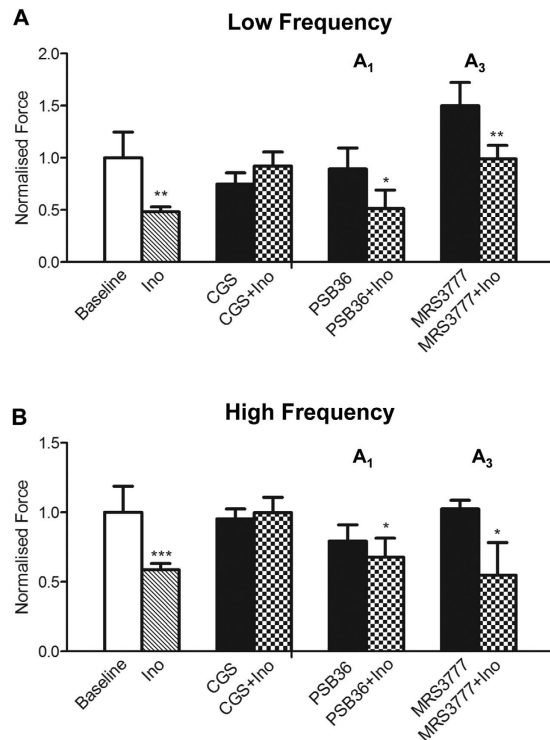 A
Low Frequency
A1 A3
Normalised Force
2.0
1.5
1.0
0.5
0.0
** * **
Baseline Ino CGS CGS+Ino PSB36 PSB36+Ino MRS3777 MRS3777+Ino
B
High Frequency
A1 A3
Normalised Force
1.5
1.0
0.5
0.0
*** * *
Baseline Ino CGS CGS+Ino PSB36 PSB36+Ino MRS3777 MRS3777+Ino